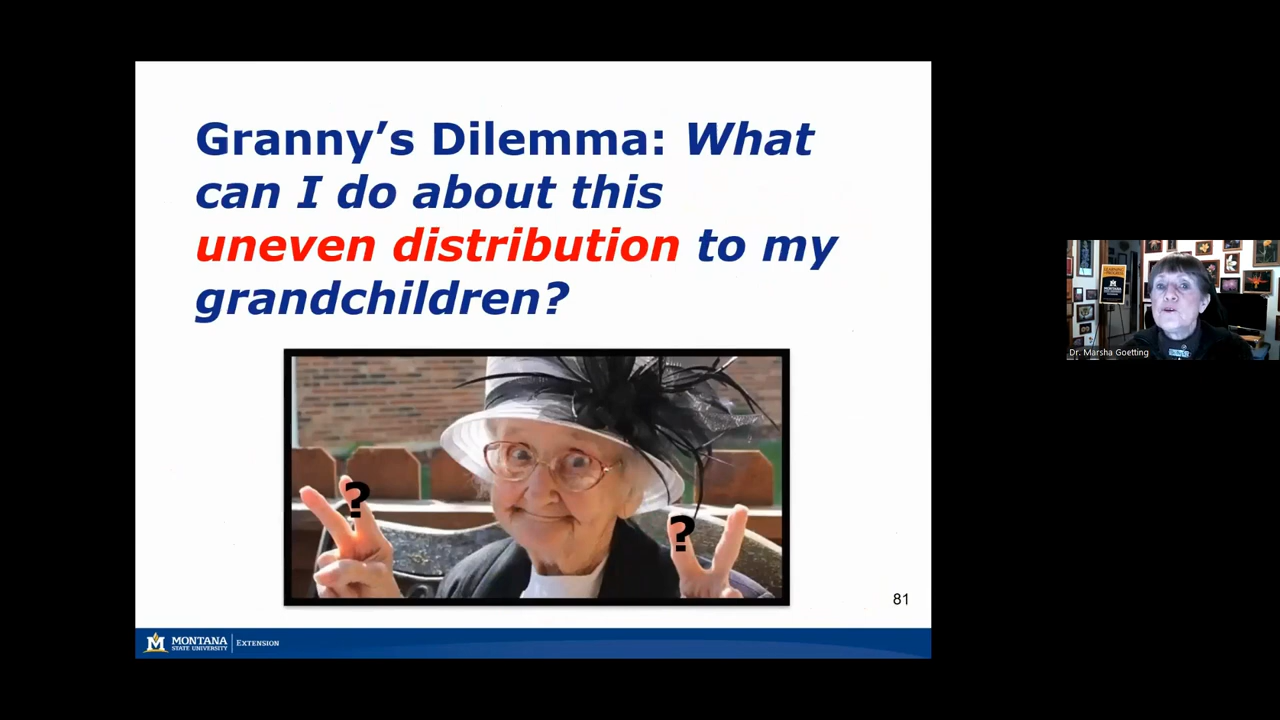 Granny’s Dilemma: What
can I do about this
uneven distribution to my
grandchildren?
?
?
81
M MONTANA
STATE UNIVERSITY
EXTENSION
Dr. Marsha Goetting